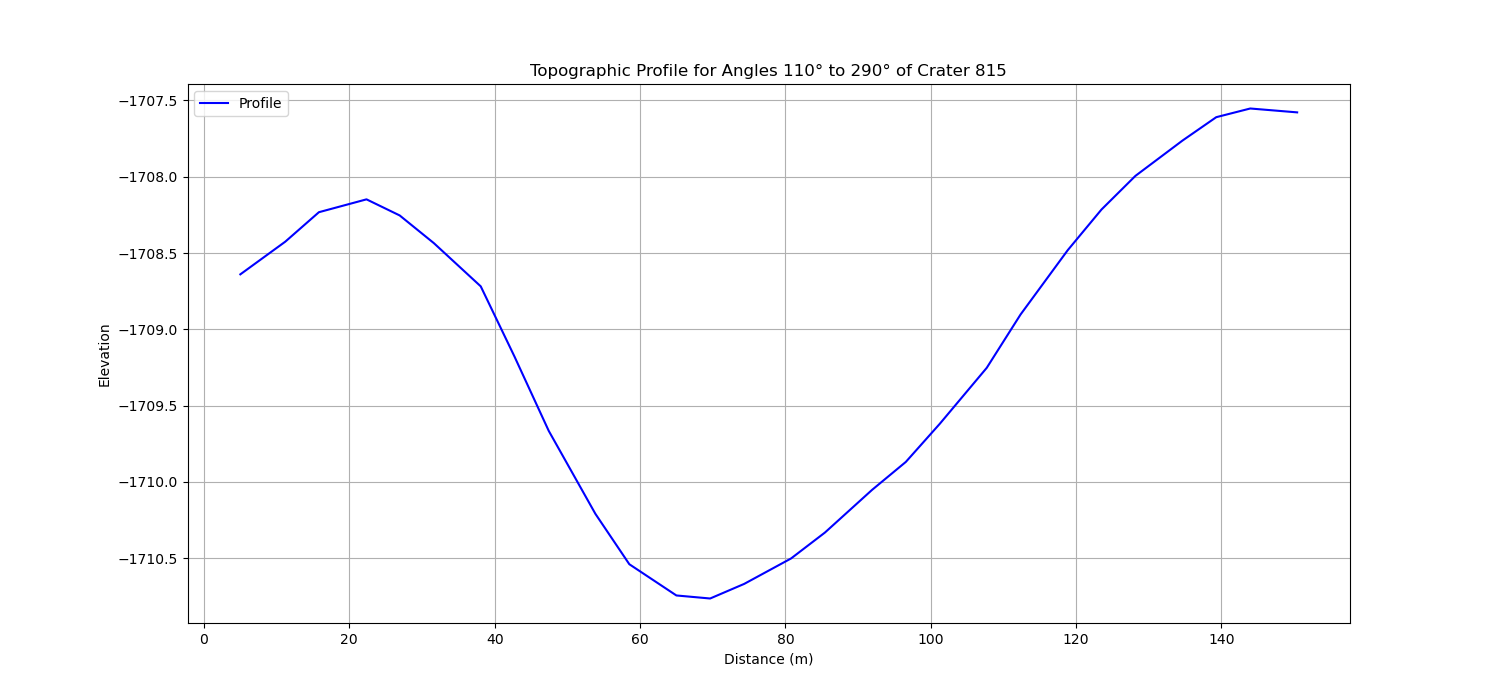 Topographic Profile for Angles 110° to 290° of Crater 815
Profile
−1707.5
−1708.0
−1708.5
−1709.0
−1709.5
−1710.0
−1710.5
Elevation
0 20 40 60 80 100 120 140
Distance (m)